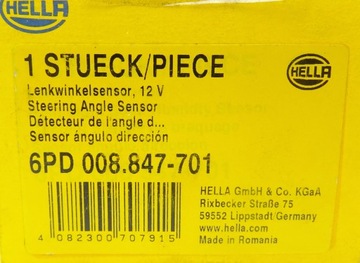 HELLA
1 STUECK/PIECE
HELLA
Lenkwinkelsensor, 12 V
Steering Angle Sensor
Détecteur de l'angle d...
Sensor ángulo dirección
6PD 008.847-701
HELLA GmbH & Co. KGaA
Rixbecker Straße 75
59552 Lippstadt/Germany
www.hella.com
Made in Romania
4 082300 707915